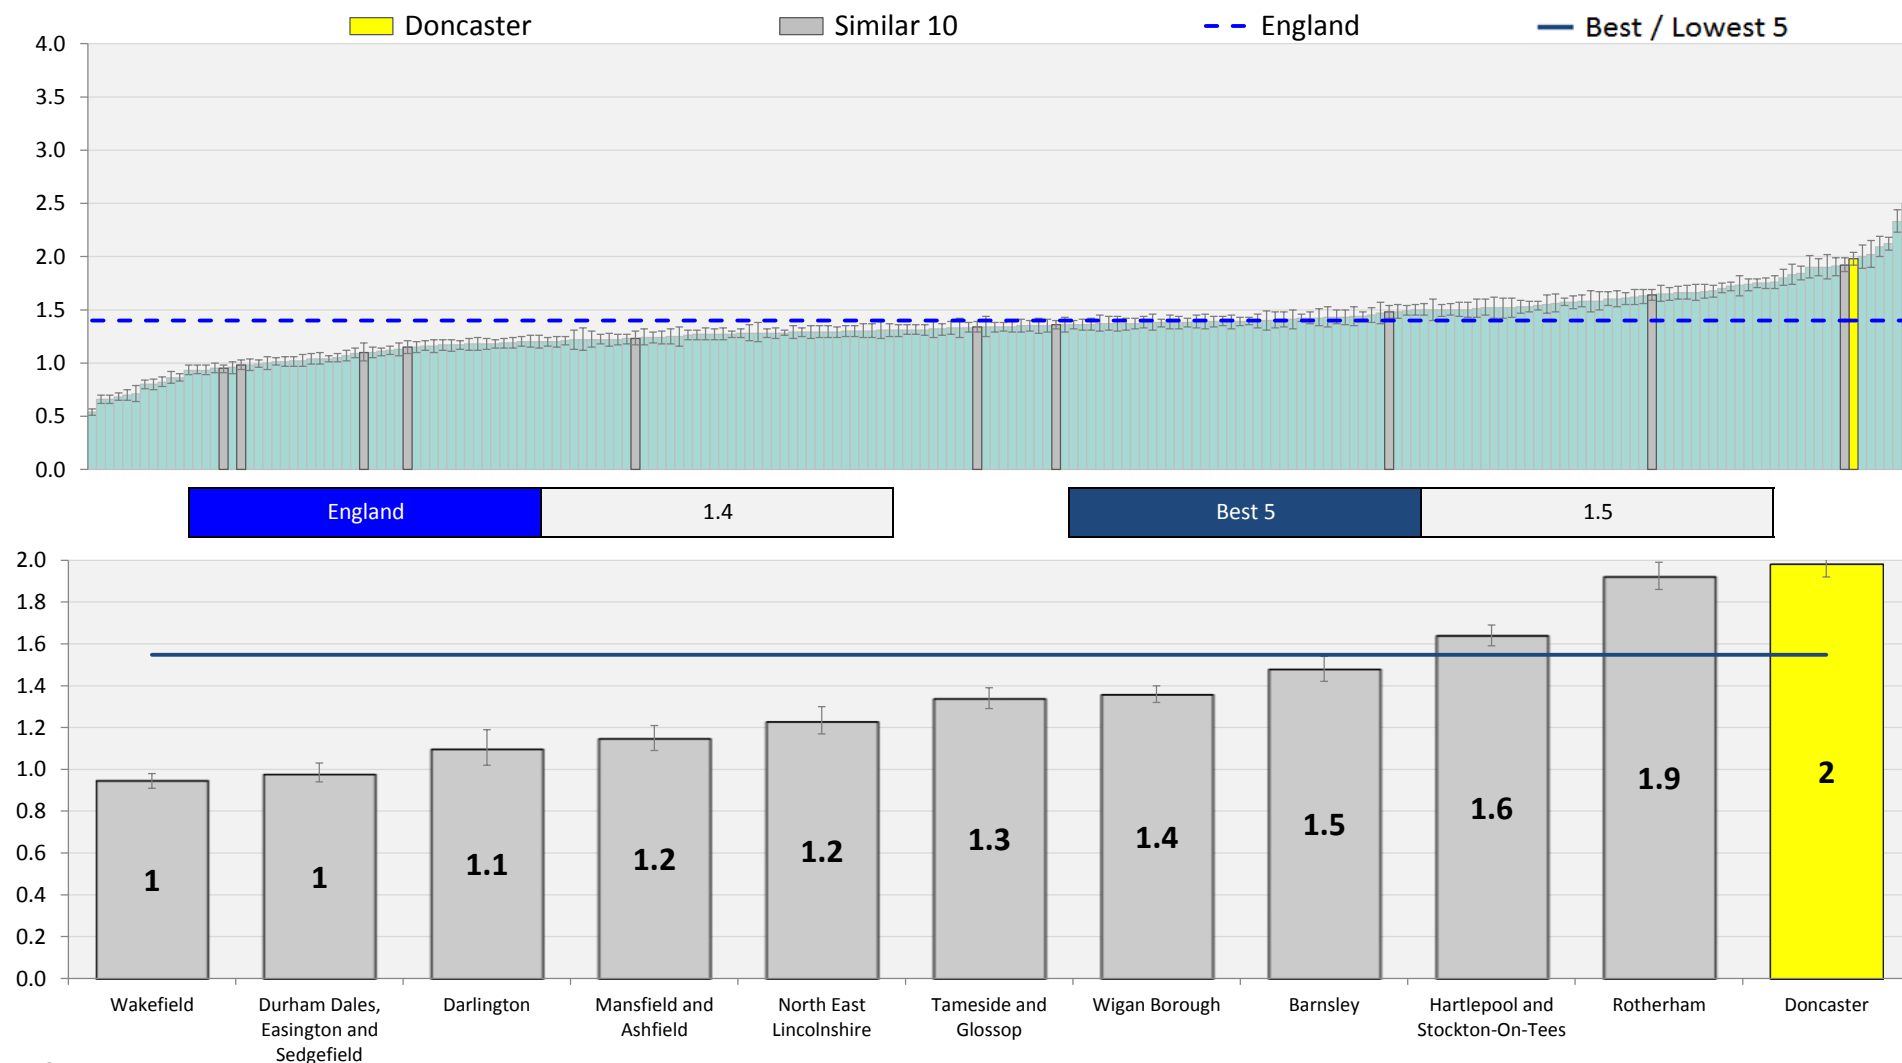 Doncaster
Similar 10
England
Best / Lowest 5
4.0
3.5
3.0
2.5
2.0
1.5
1.0
0.5
0.0
England
1.4
Best 5
1.5
2.0
1.8
1.6
1.4
1.2
1.0
0.8
0.6
0.4
0.2
0.0
1
1
1.1
1.2
1.2
1.3
1.4
1.5
1.6
1.9
2
Wakefield
Durham Dales,
Easington and
Sedgefield
Darlington
Mansfield and
Ashfield
North East
Lincolnshire
Tameside and
Glossop
Wigan Borough
Barnsley
Hartlepool and
Stockton-On-Tees
Rotherham
Doncaster